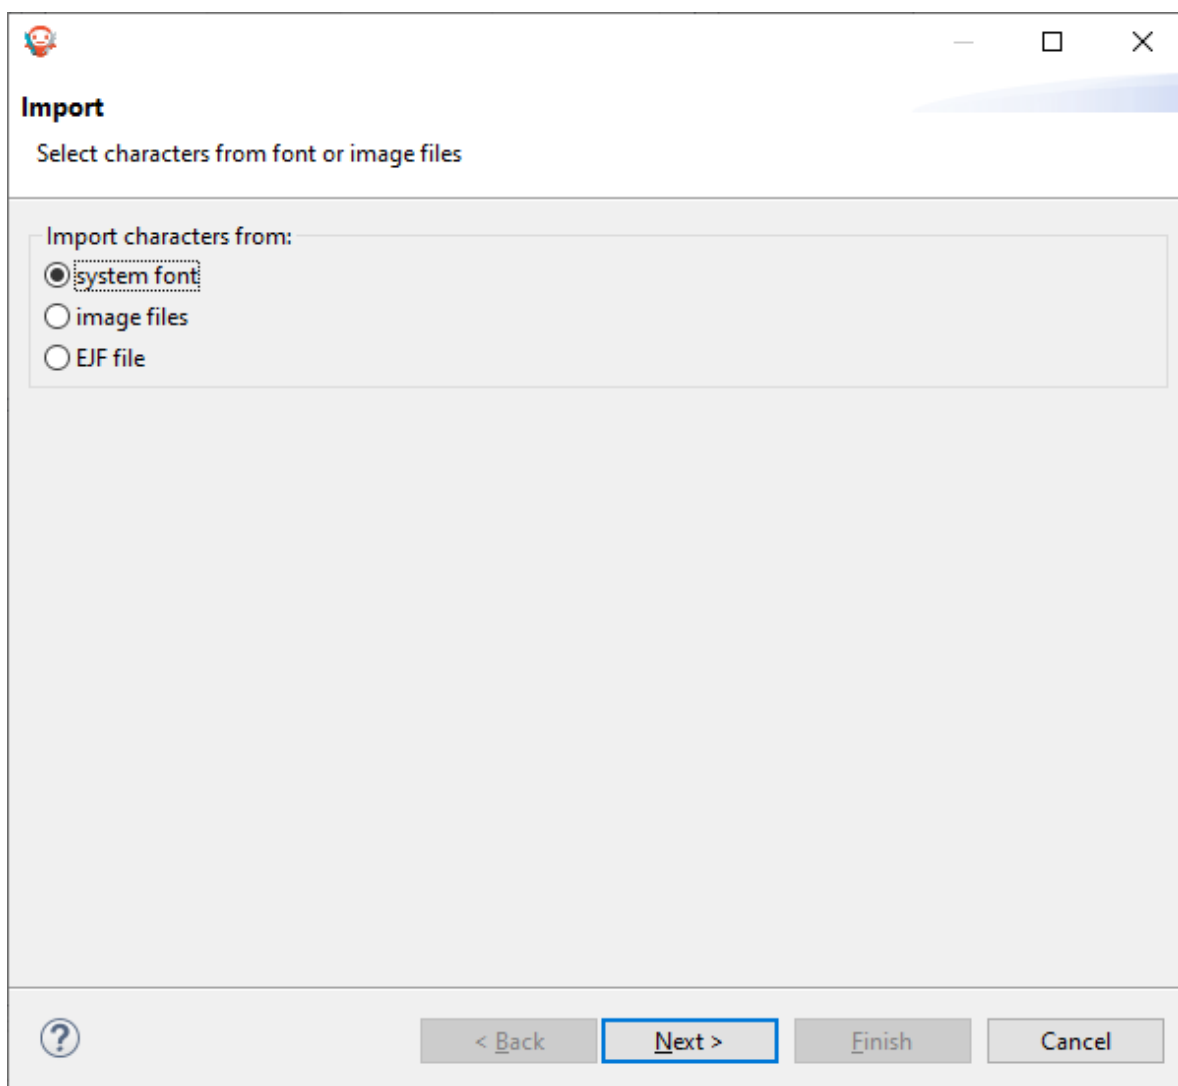 Import
Select characters from font or image files
Import characters from:
system font
image files
EJF file
?
< Back Next > Finish Cancel